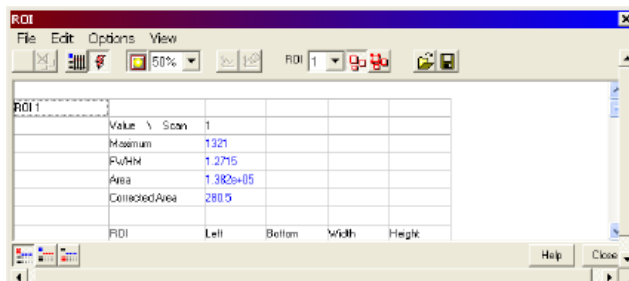 ROI
File Edit Options View
50% ROI 1
ROI 1
Value \ Scan 1
Maximum 1321
FWHM 1.2715
Area 1.382e+05
Corrected Area 280.5
ROI Left Bottom Width Height
Help Close